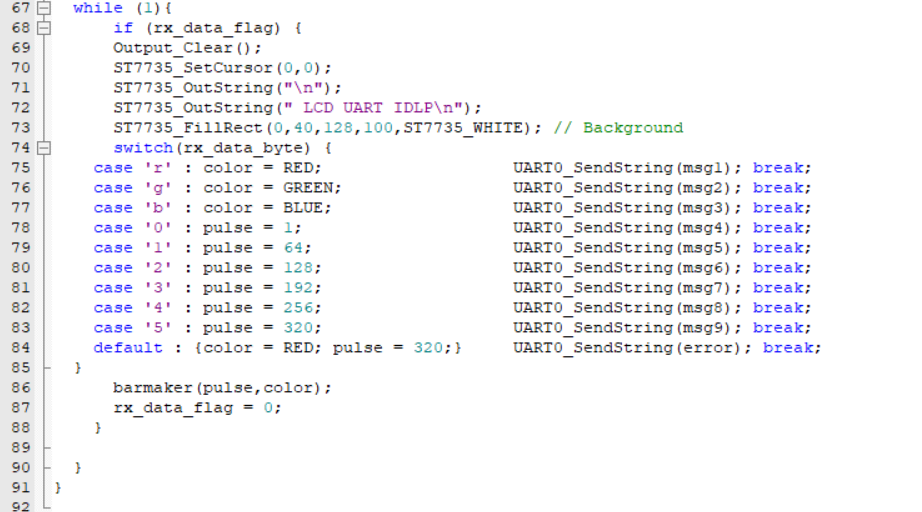 67 while (1){
68 if (rx_data_flag) {
69 Output_Clear();
70 ST7735_SetCursor(0,0);
71 ST7735_OutString("\n");
72 ST7735_OutString(" LCD UART IDLP\n");
73 ST7735_FillRect(0,40,128,100,ST7735_WHITE); // Background
74 switch(rx_data_byte) {
75 case 'r' : color = RED; UART0_SendString(msg1); break;
76 case 'g' : color = GREEN; UART0_SendString(msg2); break;
77 case 'b' : color = BLUE; UART0_SendString(msg3); break;
78 case '0' : pulse = 1; UART0_SendString(msg4); break;
79 case '1' : pulse = 64; UART0_SendString(msg5); break;
80 case '2' : pulse = 128; UART0_SendString(msg6); break;
81 case '3' : pulse = 192; UART0_SendString(msg7); break;
82 case '4' : pulse = 256; UART0_SendString(msg8); break;
83 case '5' : pulse = 320; UART0_SendString(msg9); break;
84 default : {color = RED; pulse = 320;} UART0_SendString(error); break;
85 }
86 barmaker(pulse,color);
87 rx_data_flag = 0;
88 }
89
90 }
91 }
92